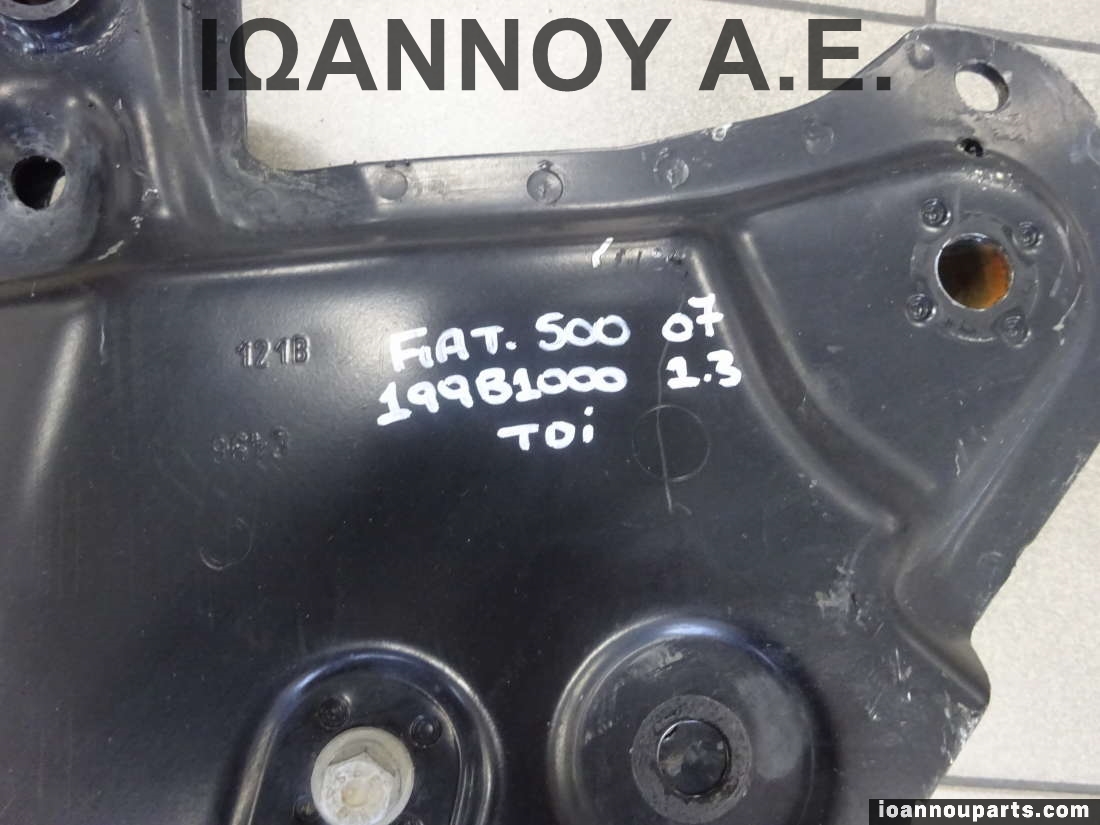 ΙΩΑΝΝΟΥ Α.Ε.
FIAT. 500 07
121B
199B1000 1.3
TDi
ioannouparts.com